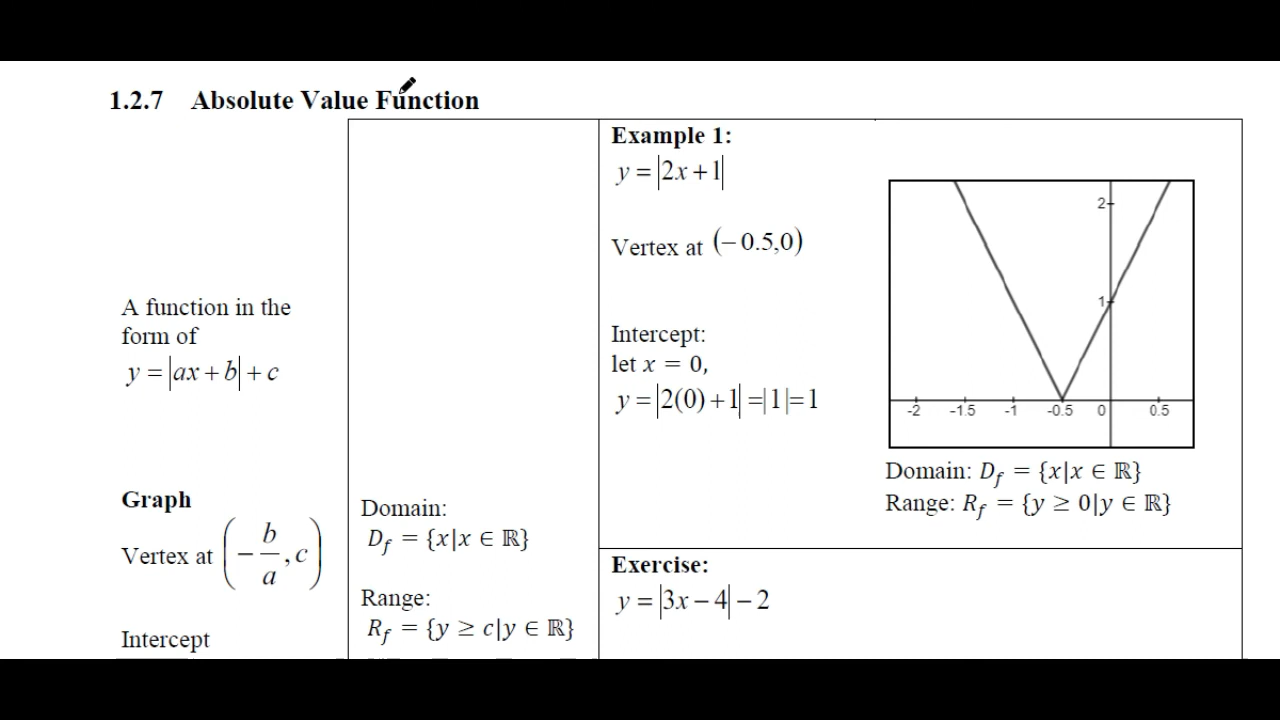 1.2.7 Absolute Value Function
A function in the
form of
y = |ax + b| + c
Graph
Vertex at (−b/a, c)
Intercept
Domain:
D_f = {x|x ∈ ℝ}
Range:
R_f = {y ≥ c|y ∈ ℝ}
Example 1:
y = |2x + 1|
Vertex at (−0.5,0)
Intercept:
let x = 0,
y = |2(0) + 1| =|1|= 1
2
1
-2 -1.5 -1 -0.5 0 0.5
Domain: D_f = {x|x ∈ ℝ}
Range: R_f = {y ≥ 0|y ∈ ℝ}
Exercise:
y = |3x − 4| − 2